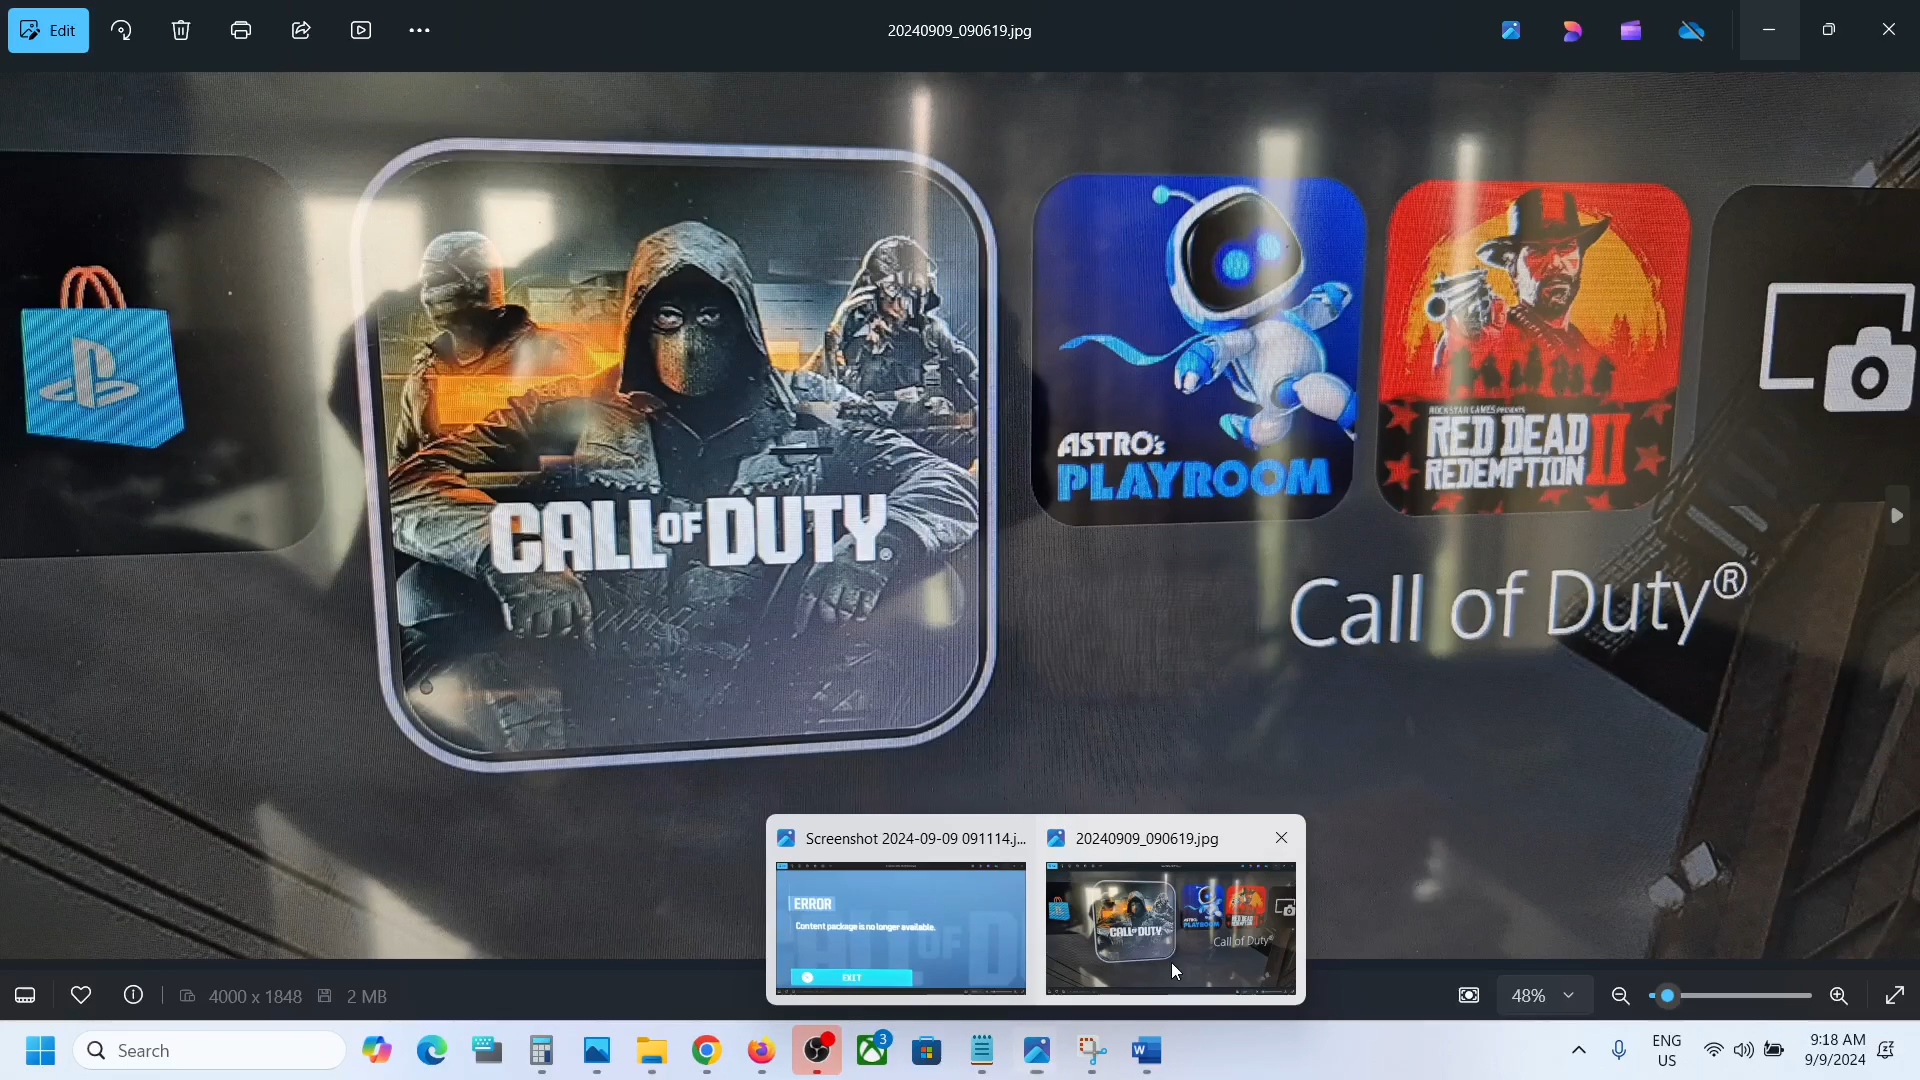 Edit
20240909_090619.jpg
CALL OF DUTY®
ASTRO's
PLAYROOM
ROCKSTAR GAMES PRESENTS
RED DEAD
REDEMPTION II
Call of Duty®
Screenshot 2024-09-09 091114.j...
20240909_090619.jpg
ERROR
Content package is no longer available.
EXIT
CALL OF DUTY
Call of Duty®
4000 x 1848
2 MB
48%
Search
3
ENG
US
9:18 AM
9/9/2024